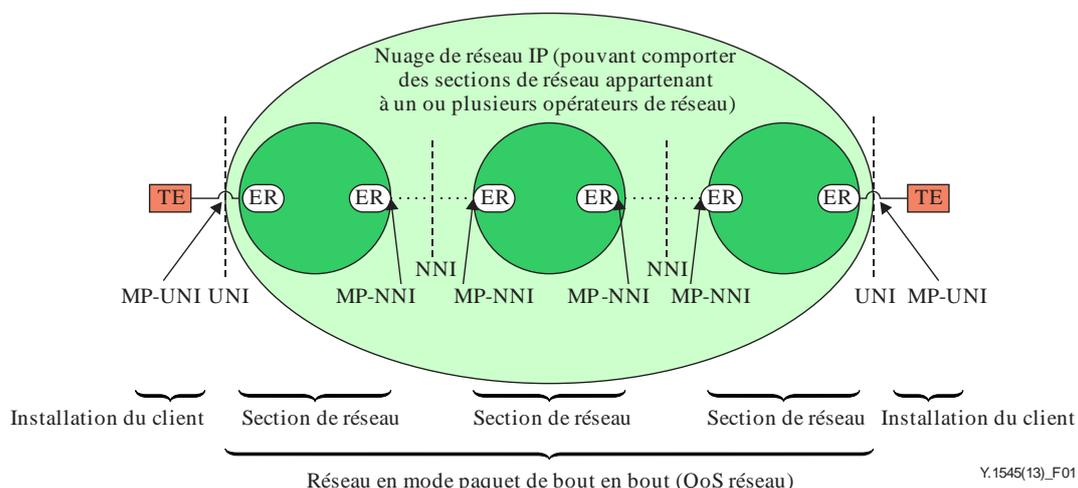 Nuage de réseau IP (pouvant comporter
des sections de réseau appartenant
à un ou plusieurs opérateurs de réseau)
TE ER ER ER ER ER ER TE
NNI NNI
MP-UNI UNI MP-NNI MP-NNI MP-NNI MP-NNI UNI MP-UNI
Installation du client Section de réseau Section de réseau Section de réseau Installation du client
Réseau en mode paquet de bout en bout (QoS réseau)
Y.1545(13)_F01